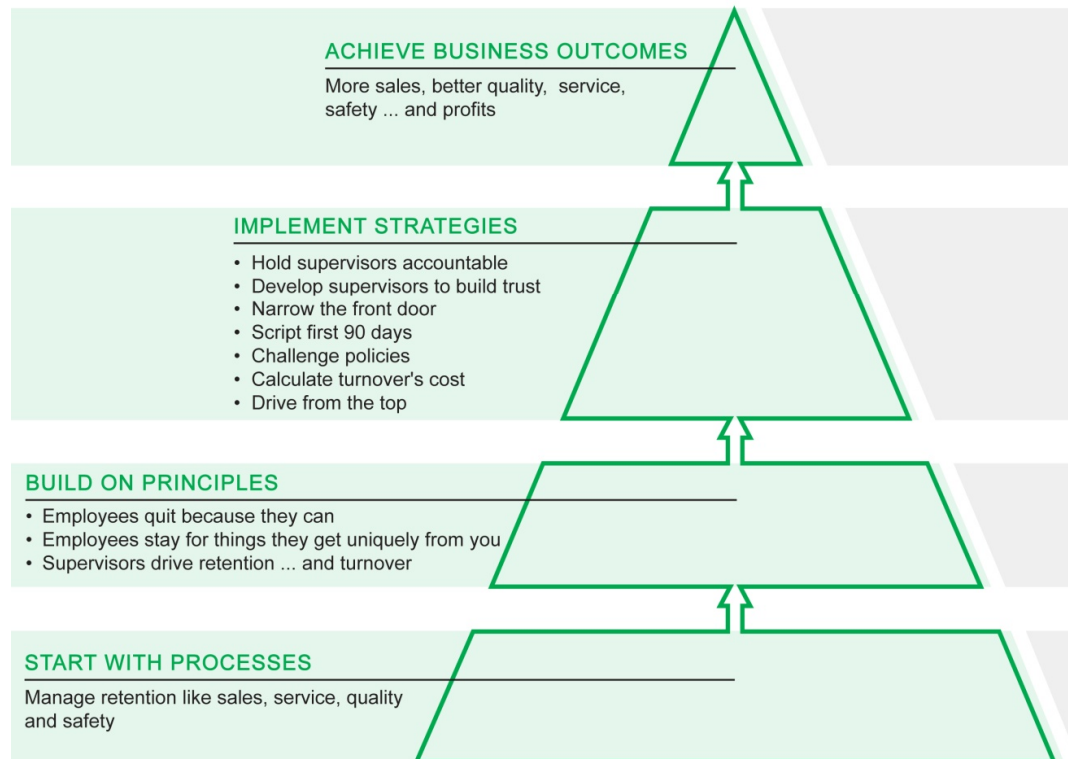 ACHIEVE BUSINESS OUTCOMES
More sales, better quality, service,
safety ... and profits
IMPLEMENT STRATEGIES
• Hold supervisors accountable
• Develop supervisors to build trust
• Narrow the front door
• Script first 90 days
• Challenge policies
• Calculate turnover's cost
• Drive from the top
BUILD ON PRINCIPLES
• Employees quit because they can
• Employees stay for things they get uniquely from you
• Supervisors drive retention ... and turnover
START WITH PROCESSES
Manage retention like sales, service, quality
and safety